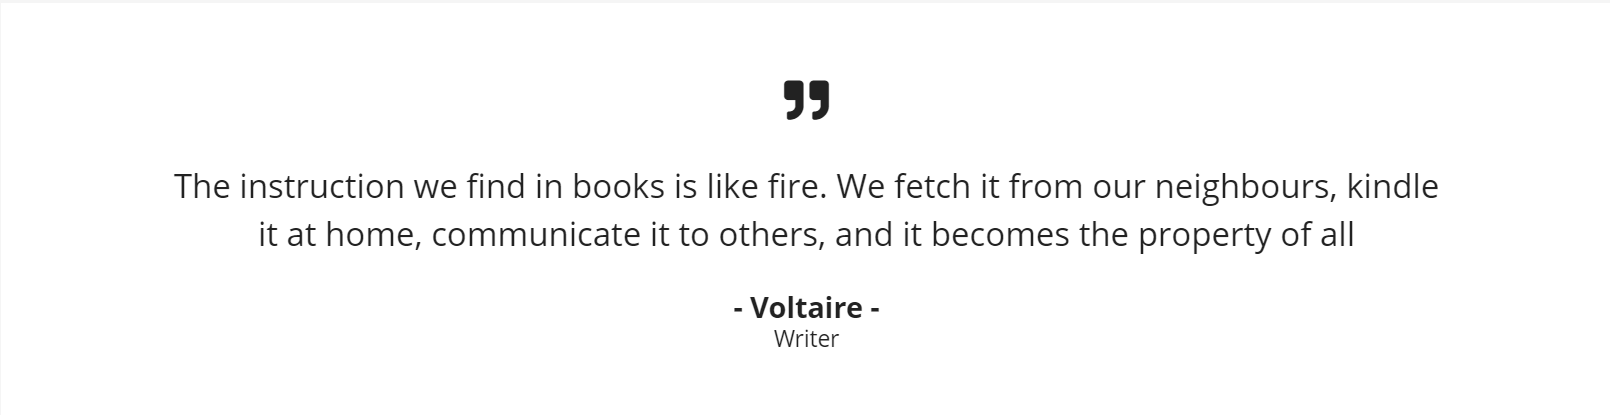 ”
The instruction we find in books is like fire. We fetch it from our neighbours, kindle
it at home, communicate it to others, and it becomes the property of all
- Voltaire -
Writer